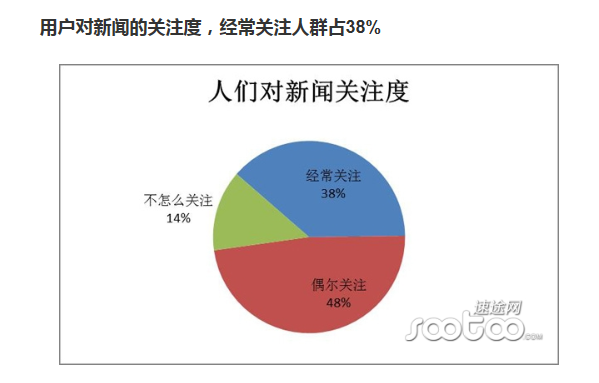 用户对新闻的关注度，经常关注人群占38%
人们对新闻关注度
经常关注
38%
不怎么关注
14%
偶尔关注
48%
速途网
sootoo.com